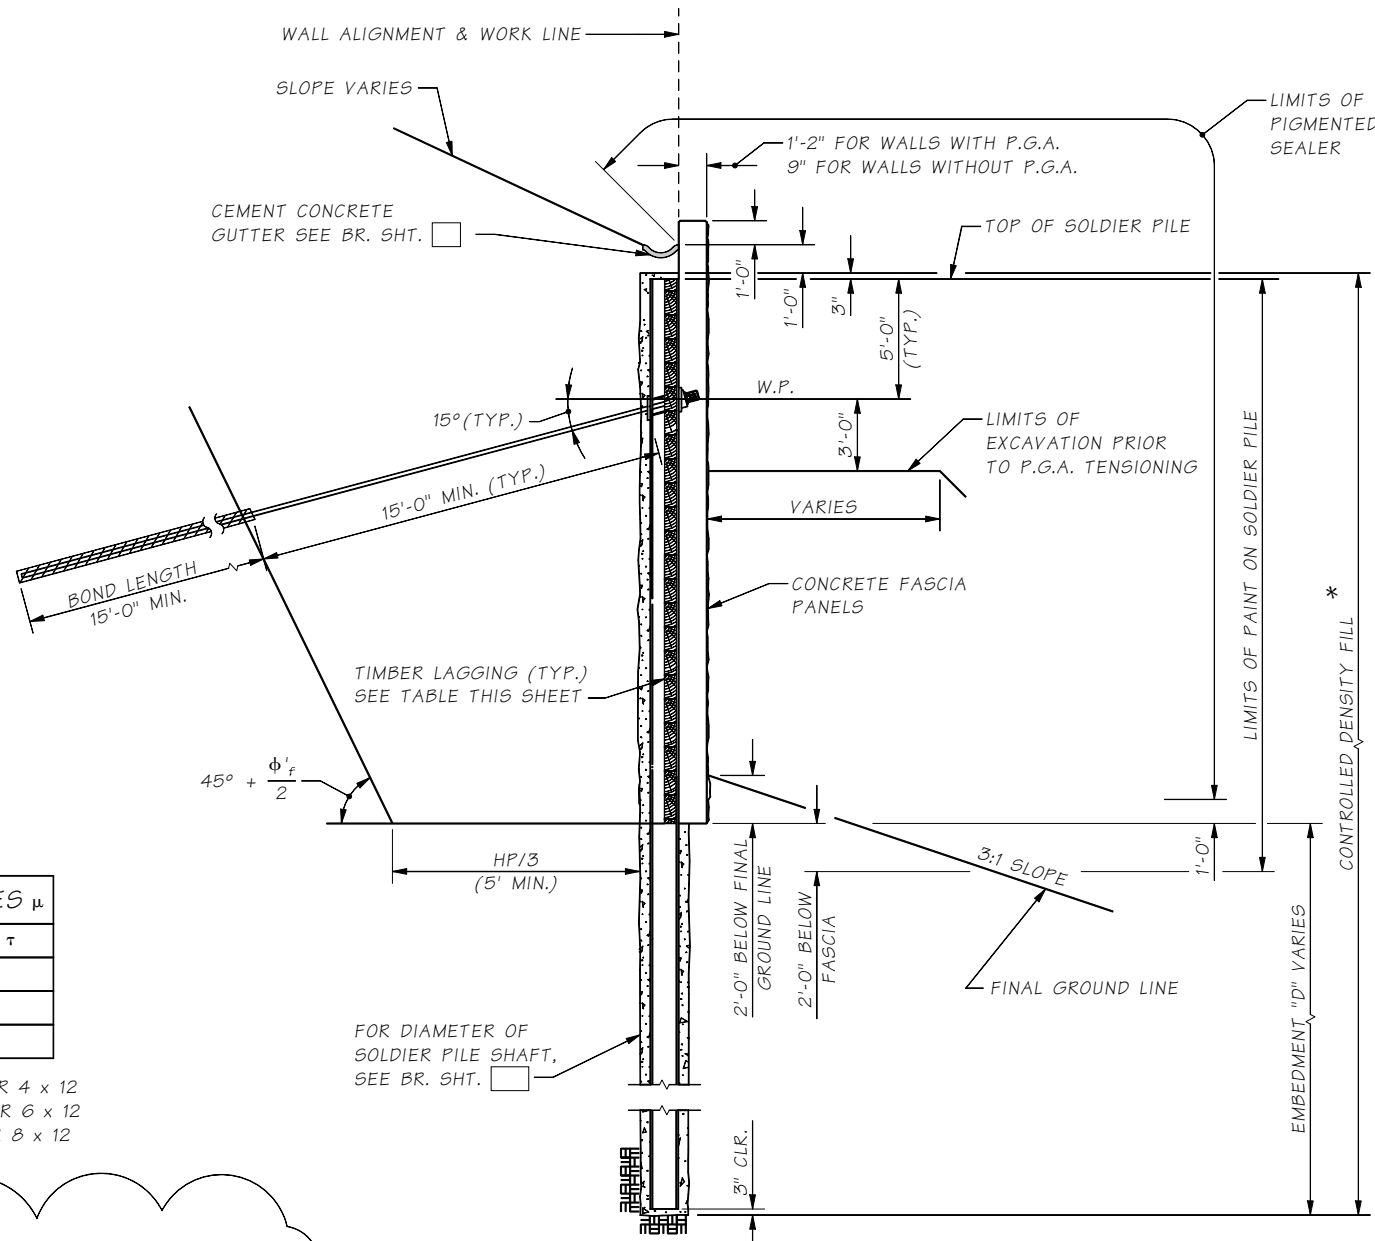 WALL ALIGNMENT & WORK LINE
SLOPE VARIES
LIMITS OF
PIGMENTED
SEALER
1'-2" FOR WALLS WITH P.G.A.
9" FOR WALLS WITHOUT P.G.A.
CEMENT CONCRETE
GUTTER SEE BR. SHT.
TOP OF SOLDIER PILE
1'-0"
1'-0"
3"
5'-0"
(TYP.)
W.P.
15°(TYP.)
3'-0"
LIMITS OF
EXCAVATION PRIOR
TO P.G.A. TENSIONING
15'-0" MIN. (TYP.)
VARIES
BOND LENGTH
15'-0" MIN.
CONCRETE FASCIA
PANELS
LIMITS OF PAINT ON SOLDIER PILE
*
CONTROLLED DENSITY FILL
TIMBER LAGGING (TYP.)
SEE TABLE THIS SHEET
45° + ϕ'f
2
HP/3
(5' MIN.)
2'-0" BELOW FINAL
GROUND LINE
2'-0" BELOW
FASCIA
3:1 SLOPE
1'-0"
FINAL GROUND LINE
EMBEDMENT "D" VARIES
ES μ
τ
FOR DIAMETER OF
SOLDIER PILE SHAFT,
SEE BR. SHT.
R 4 x 12
R 6 x 12
8 x 12
3" CLR.